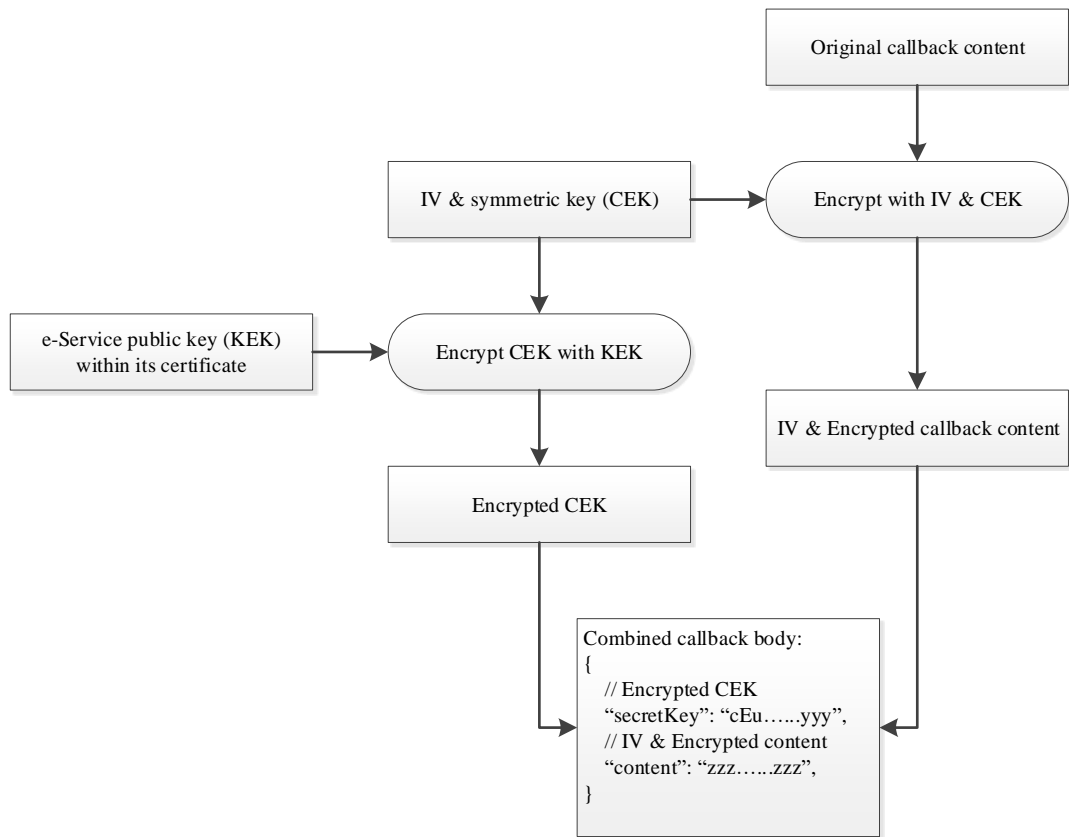 Original callback content
IV & symmetric key (CEK)
Encrypt with IV & CEK
e-Service public key (KEK)
within its certificate
Encrypt CEK with KEK
IV & Encrypted callback content
Encrypted CEK
Combined callback body:
{
// Encrypted CEK
“secretKey”: “cEu…...yyy”,
// IV & Encrypted content
“content”: “zzz…...zzz”,
}